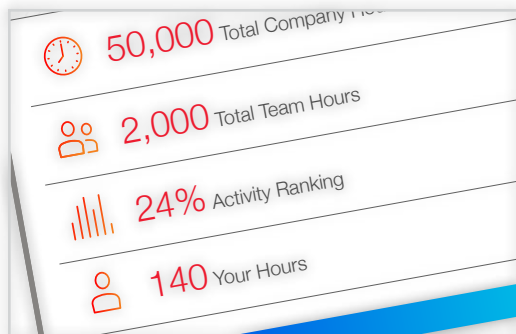 50,000 Total Company
2,000 Total Team Hours
24% Activity Ranking
140 Your Hours